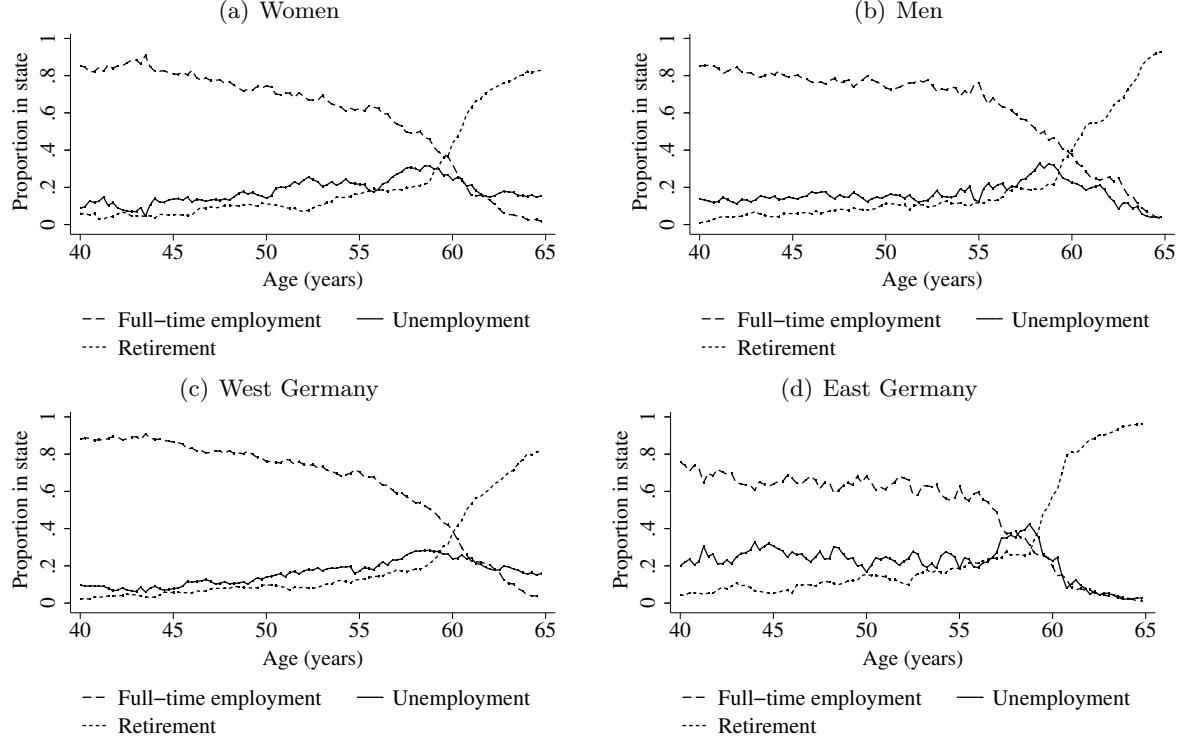 (a) Women
Proportion in state
0 .2 .4 .6 .8 1
40 45 50 55 60 65
Age (years)
Full−time employment Unemployment
Retirement
(b) Men
Proportion in state
0 .2 .4 .6 .8 1
40 45 50 55 60 65
Age (years)
Full−time employment Unemployment
Retirement
(c) West Germany
Proportion in state
0 .2 .4 .6 .8 1
40 45 50 55 60 65
Age (years)
Full−time employment Unemployment
Retirement
(d) East Germany
Proportion in state
0 .2 .4 .6 .8 1
40 45 50 55 60 65
Age (years)
Full−time employment Unemployment
Retirement